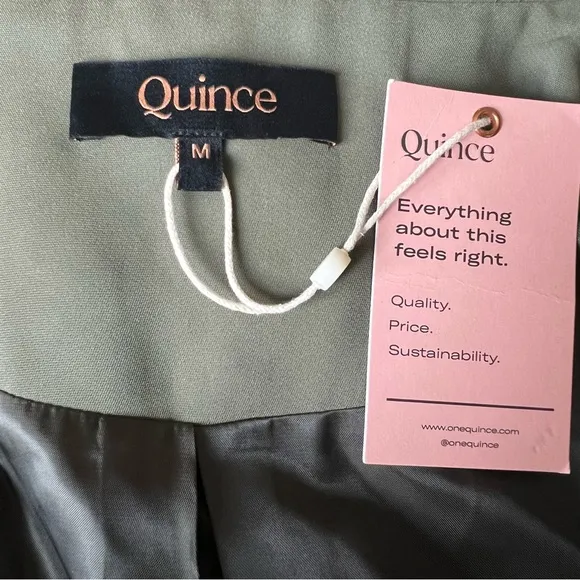 Quince
M
Quince
Everything
about this
feels right.
Quality.
Price.
Sustainability.
www.onequince.com
@onequince